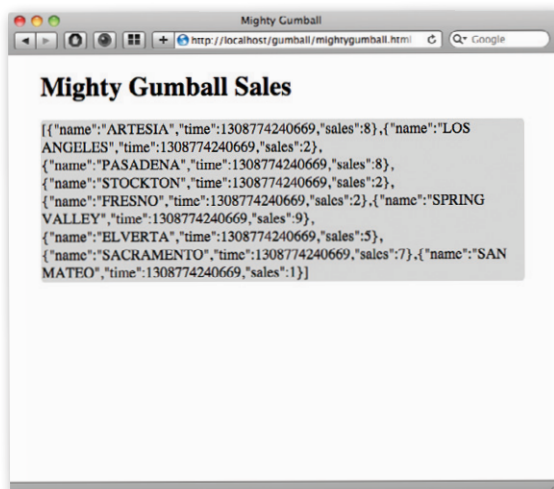 Mighty Gumball
http://localhost/gumball/mightygumball.html
Google
Mighty Gumball Sales
[{"name":"ARTESIA","time":1308774240669,"sales":8},{"name":"LOS
ANGELES","time":1308774240669,"sales":2},
{"name":"PASADENA","time":1308774240669,"sales":8},
{"name":"STOCKTON","time":1308774240669,"sales":2},
{"name":"FRESNO","time":1308774240669,"sales":2},{"name":"SPRING
VALLEY","time":1308774240669,"sales":9},
{"name":"ELVERTA","time":1308774240669,"sales":5},
{"name":"SACRAMENTO","time":1308774240669,"sales":7},{"name":"SAN
MATEO","time":1308774240669,"sales":1}]